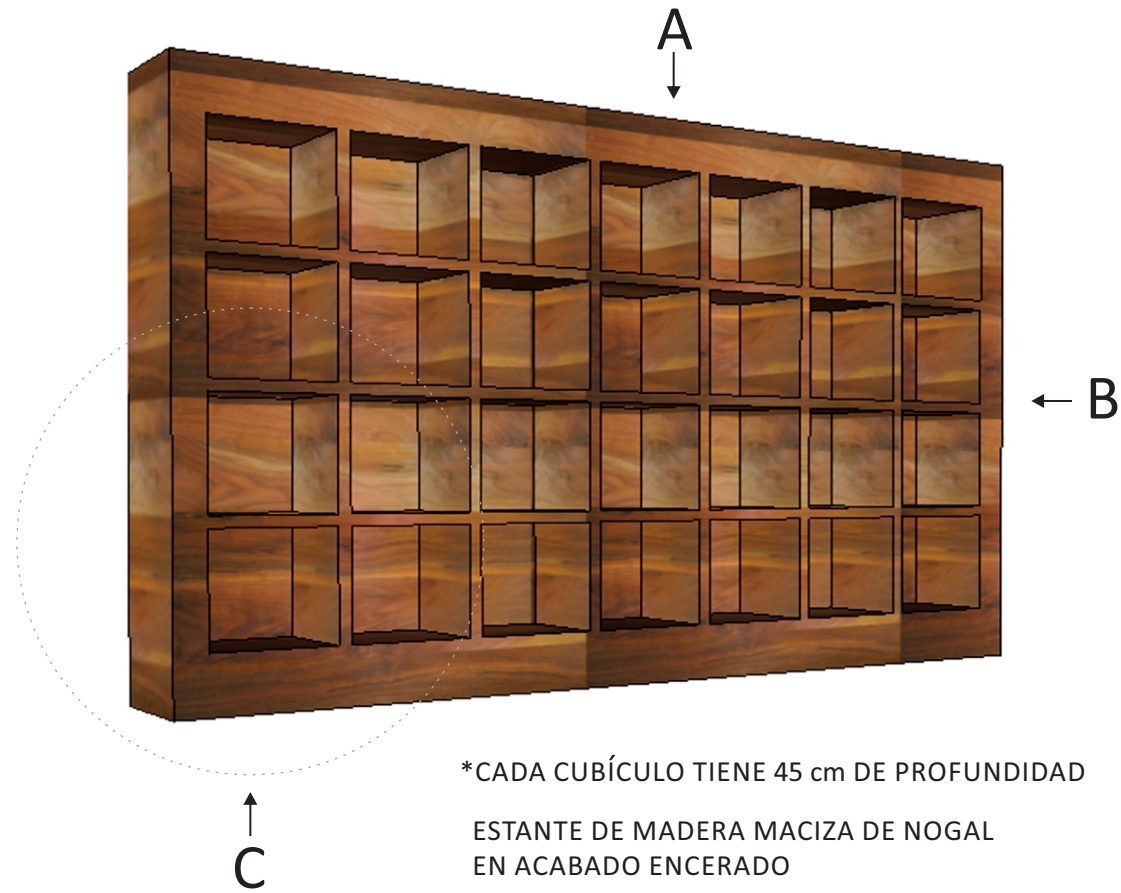 A
B
*CADA CUBÍCULO TIENE 45 cm DE PROFUNDIDAD
ESTANTE DE MADERA MACIZA DE NOGAL
EN ACABADO ENCERADO
C